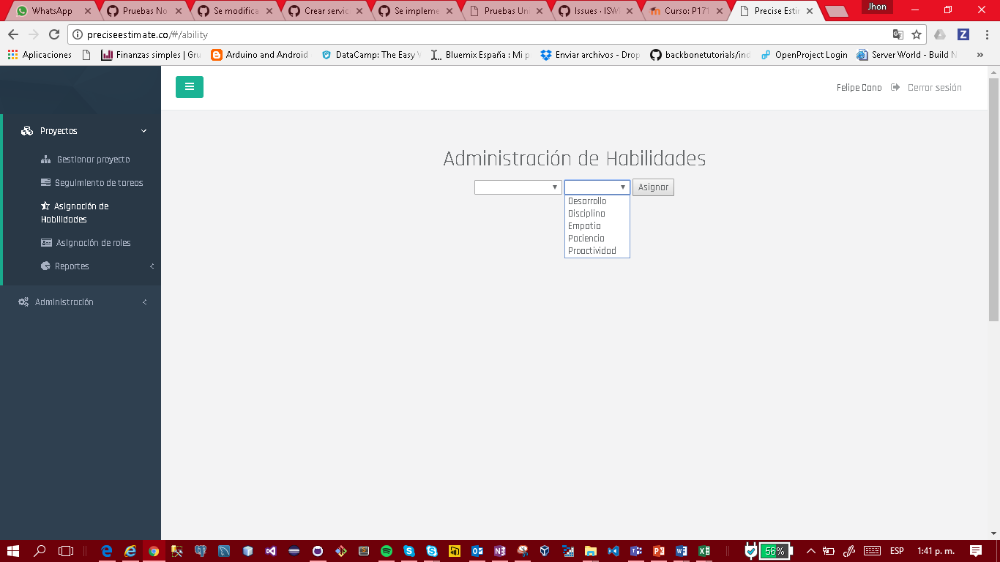 WhatsApp
Pruebas No
Se modifica
Crear servic
Se impleme
Pruebas Uni
Issues · ISW
Curso: P171
Precise Estin
Jhon
preciseestimate.co/#/ability
Aplicaciones
Finanzas simples | Gru
Arduino and Android
DataCamp: The Easy V
Bluemix España : Mi p
Enviar archivos - Drop
backbonetutorials/ind
OpenProject Login
Server World - Build N
»
Felipe Cano
Cerrar sesión
Proyectos
Gestionar proyecto
Seguimiento de tareas
Asignación de
Habilidades
Asignación de roles
Reportes
Administración
Administración de Habilidades
Asignar
Desarrollo
Disciplina
Empatia
Paciencia
Proactividad
56%
ESP
1:41 p. m.